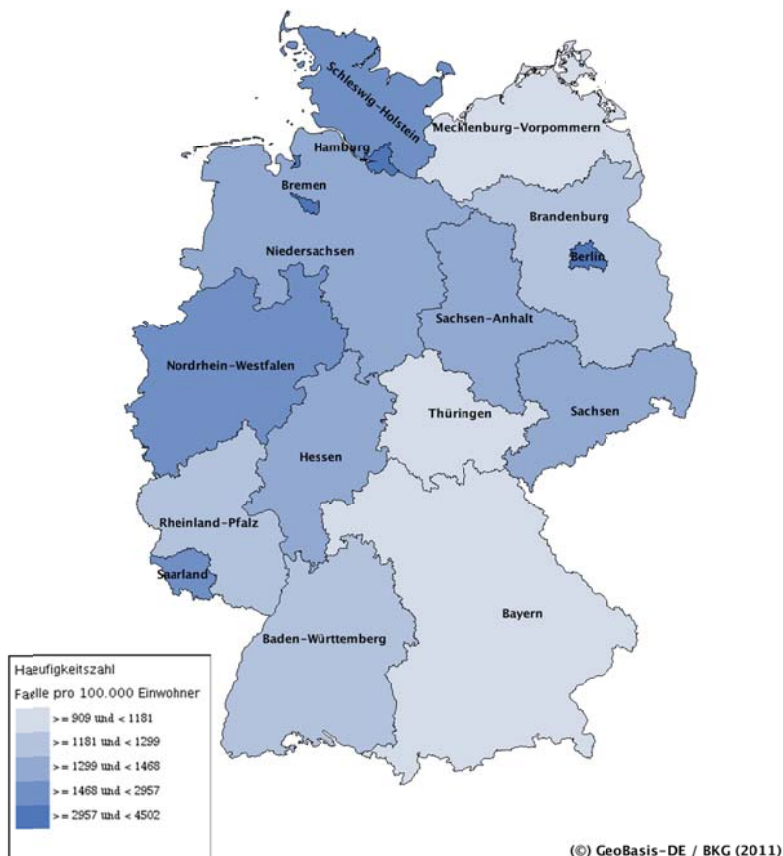 Schleswig-Holstein
Mecklenburg-Vorpommern
Hamburg
Bremen
Brandenburg
Berlin
Niedersachsen
Sachsen-Anhalt
Nordrhein-Westfalen
Thüringen
Sachsen
Hessen
Rheinland-Pfalz
Saarland
Bayern
Baden-Württemberg
Haeufigkeitszahl
Faelle pro 100.000 Einwohner
>= 909 und < 1181
>= 1181 und < 1299
>= 1299 und < 1468
>= 1468 und < 2957
>= 2957 und < 4502
(©) GeoBasis-DE / BKG (2011)